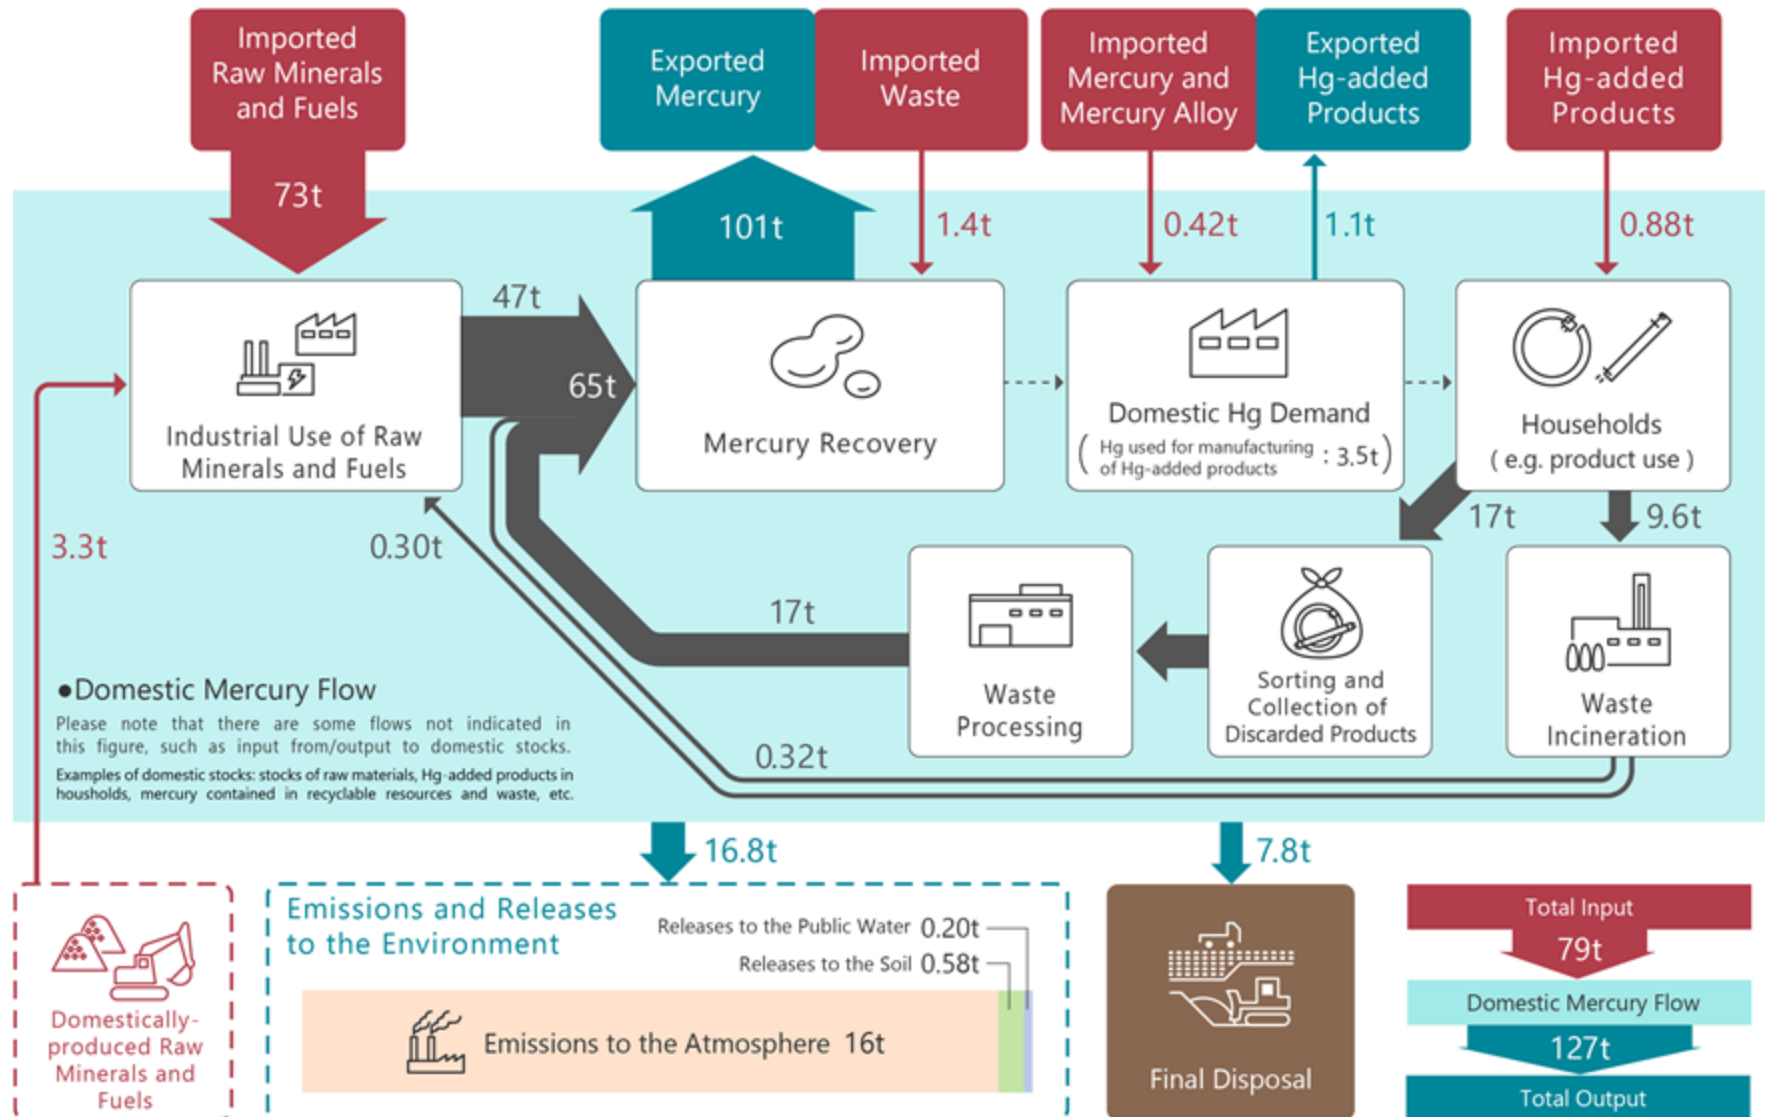 Imported
Raw Minerals
and Fuels
Exported
Mercury
Imported
Waste
Imported
Mercury and
Mercury Alloy
Exported
Hg-added
Products
Imported
Hg-added
Products
73t
101t
1.4t
0.42t
1.1t
0.88t
47t
65t
Industrial Use of Raw
Minerals and Fuels
Mercury Recovery
Domestic Hg Demand
( Hg used for manufacturing
of Hg-added products : 3.5t )
Households
( e.g. product use )
3.3t
0.30t
17t
9.6t
17t
Waste
Processing
Sorting and
Collection of
Discarded Products
Waste
Incineration
0.32t
●Domestic Mercury Flow
Please note that there are some flows not indicated in
this figure, such as input from/output to domestic stocks.
Examples of domestic stocks: stocks of raw materials, Hg-added products in
housholds, mercury contained in recyclable resources and waste, etc.
16.8t
7.8t
Domestically-
produced Raw
Minerals and
Fuels
Emissions and Releases
to the Environment
Releases to the Public Water 0.20t
Releases to the Soil 0.58t
Emissions to the Atmosphere 16t
Final Disposal
Total Input
79t
Domestic Mercury Flow
127t
Total Output